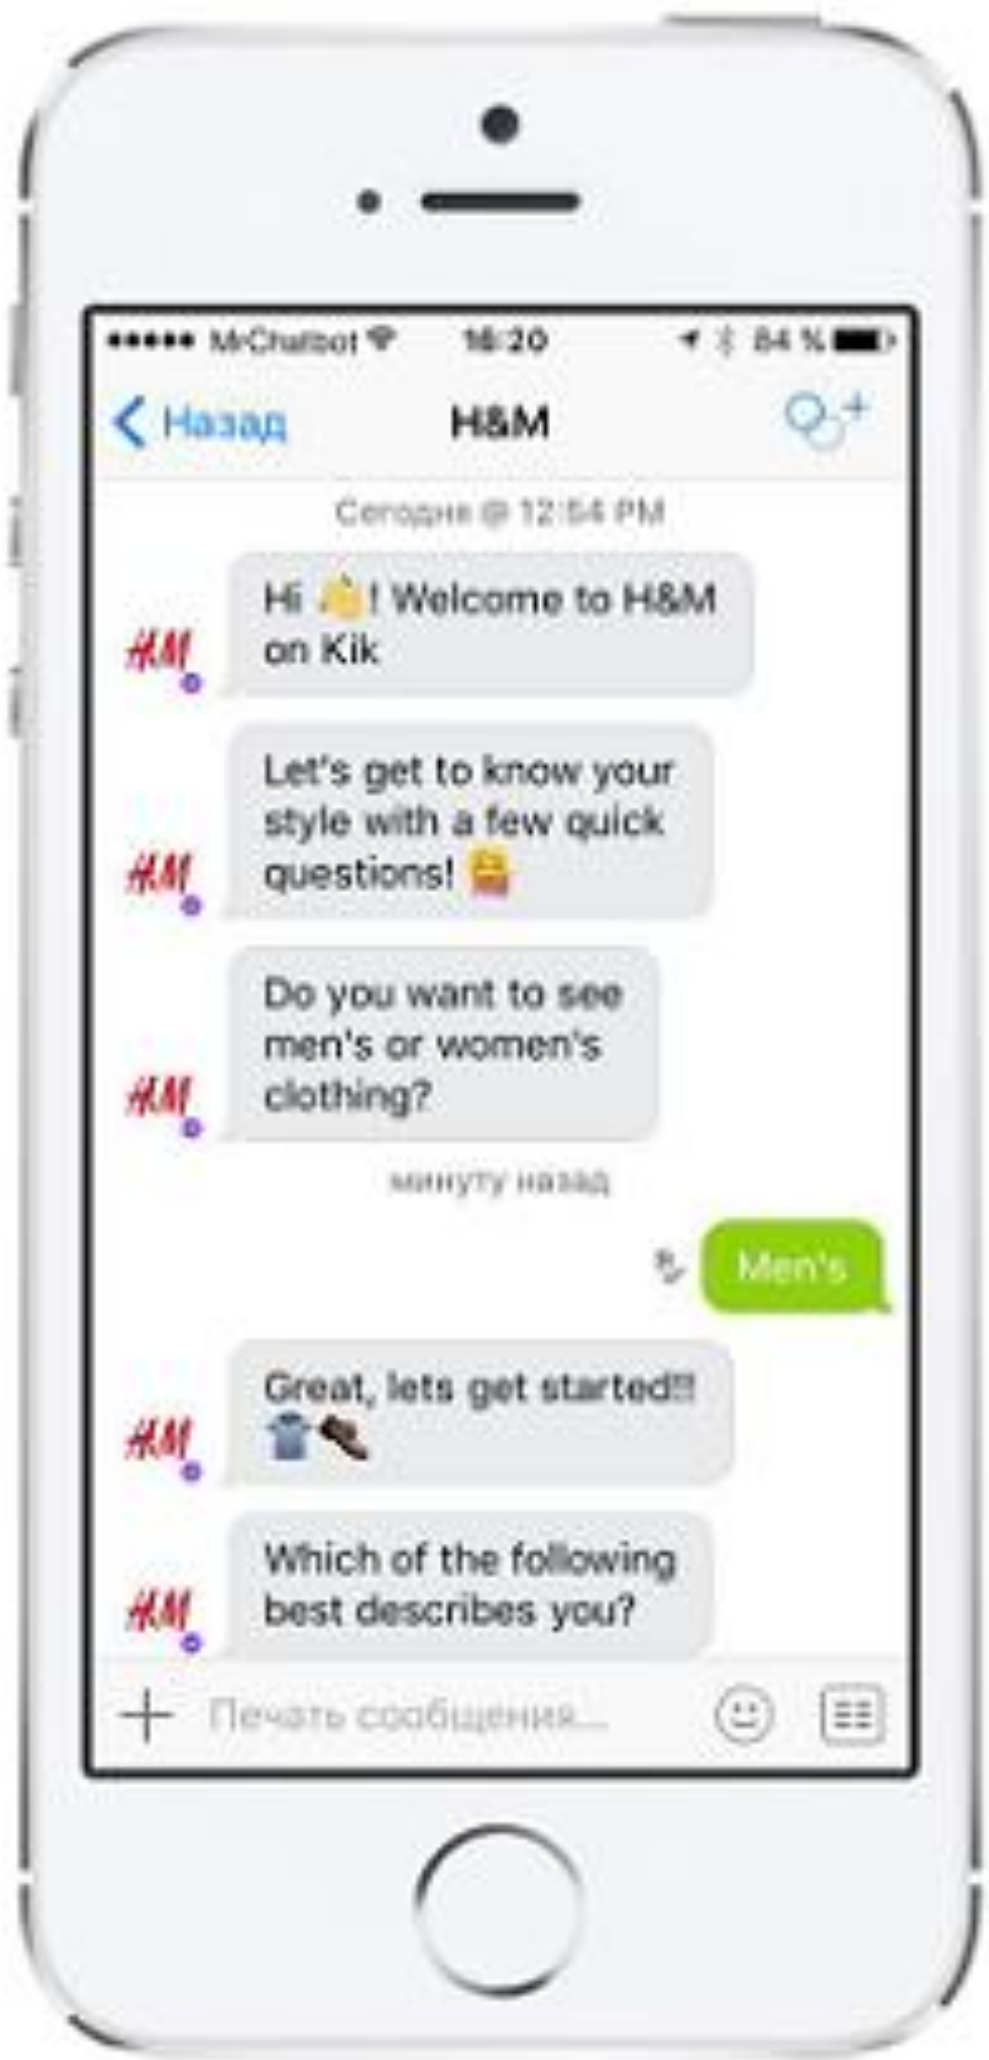 MrChatbot 16:20 84 %
Назад H&M
Сегодня @ 12:54 PM
Hi 👋! Welcome to H&M
on Kik
H&M
Let's get to know your
style with a few quick
questions!
H&M
Do you want to see
men's or women's
clothing?
H&M
минуту назад
Men's
Great, lets get started!!
👕👞
H&M
Which of the following
best describes you?
H&M
Печать сообщения...